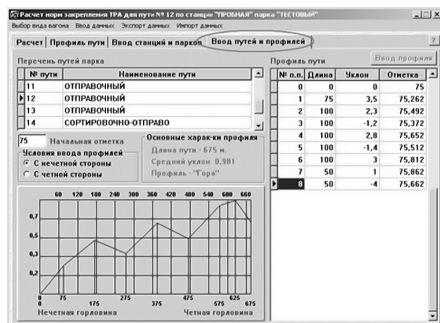 Расчет норм закрепления ТРА для пути № 12 по станции "ПРОБНАЯ" парка "ТЕСТОВЫЙ"
Выбор вида вагона Ввод данных Экспорт данных Импорт данных
Расчет Профиль пути Ввод станций и парков Ввод путей и профилей ?
Перечень путей парка
№ пути Наименование пути
11 ОТПРАВОЧНЫЙ
12 ОТПРАВОЧНЫЙ
13 ОТПРАВОЧНЫЙ
14 СОРТИРОВОЧНО-ОТПРАВО
75 Начальная отметка
Условия ввода профилей
С нечетной стороны
С четной стороны
Основные харак-ки профиля
Длина пути - 675 м.
Средний уклон 0,981
Профиль - "Гора"
60 120 180 240 300 360 420 480 540 600 660
0,7
0,5
0,3
0,2
0 75 175 275 375 475 575 625 675
0
Нечетная горловина Четная горловина
Ввод профиля
Профиль пути
№ п.п. Длина Уклон Отметка
0 0 0 75
1 75 3,5 75,262
2 100 2,3 75,492
3 100 -1,2 75,372
4 100 2,8 75,652
5 100 -1,4 75,512
6 100 3 75,812
7 50 1 75,862
8 50 -4 75,662